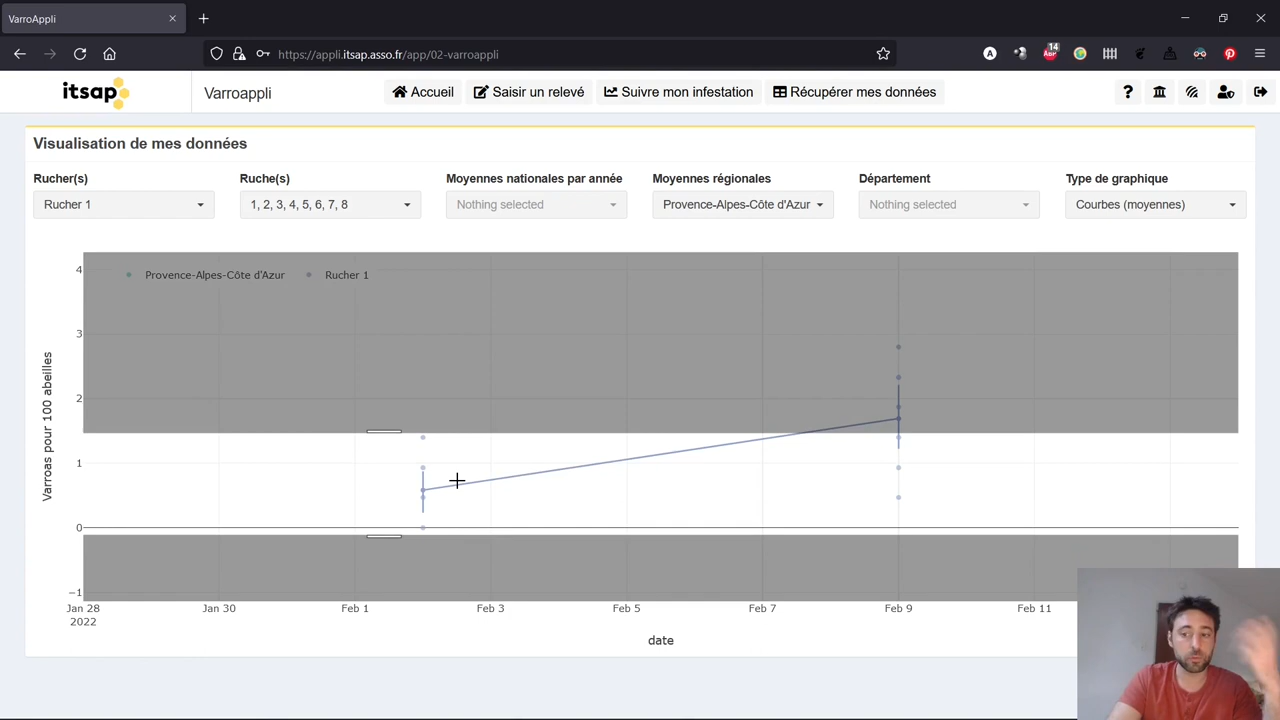 VarroAppli
https://appli.itsap.asso.fr/app/02-varroappli
14
ABP
itsap
Varroappli
Accueil
Saisir un relevé
Suivre mon infestation
Récupérer mes données
Visualisation de mes données
Rucher(s)
Ruche(s)
Moyennes nationales par année
Moyennes régionales
Département
Type de graphique
Rucher 1
1, 2, 3, 4, 5, 6, 7, 8
Nothing selected
Provence-Alpes-Côte d'Azur
Nothing selected
Courbes (moyennes)
Provence-Alpes-Côte d'Azur
Rucher 1
4
3
2
1
0
−1
Varroas pour 100 abeilles
Jan 28
2022
Jan 30
Feb 1
Feb 3
Feb 5
Feb 7
Feb 9
Feb 11
date